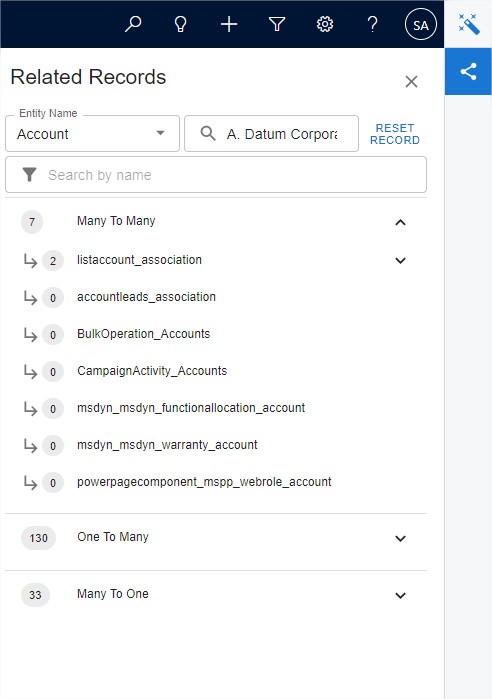 SA
Related Records
Entity Name
Account
A. Datum Corpora
RESET
RECORD
Search by name
7 Many To Many
2 listaccount_association
0 accountleads_association
0 BulkOperation_Accounts
0 CampaignActivity_Accounts
0 msdyn_msdyn_functionallocation_account
0 msdyn_msdyn_warranty_account
0 powerpagecomponent_mspp_webrole_account
130 One To Many
33 Many To One